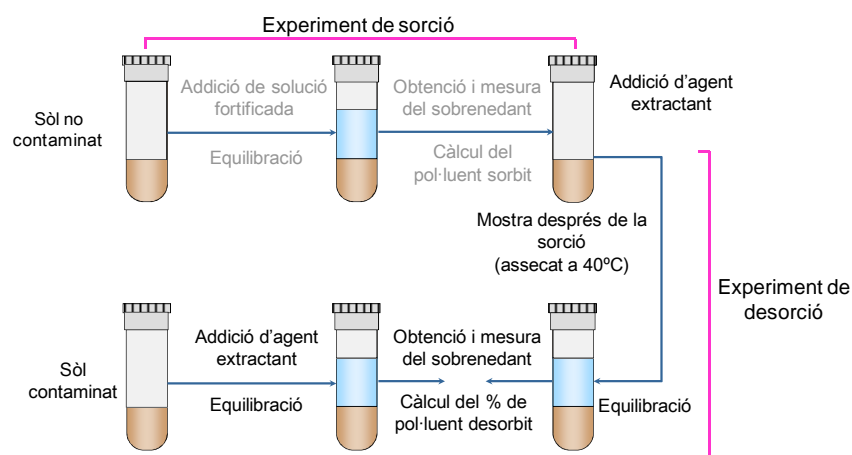 Experiment de sorció
Sòl no
contaminat
Addició de solució
fortificada
Equilibració
Obtenció i mesura
del sobrenedant
Càlcul del
pol·luent sorbit
Addició d'agent
extractant
Mostra després de la
sorció
(assecat a 40ºC)
Experiment de
desorció
Sòl
contaminat
Addició d'agent
extractant
Equilibració
Obtenció i mesura
del sobrenedant
Càlcul del % de
pol·luent desorbit
Equilibració